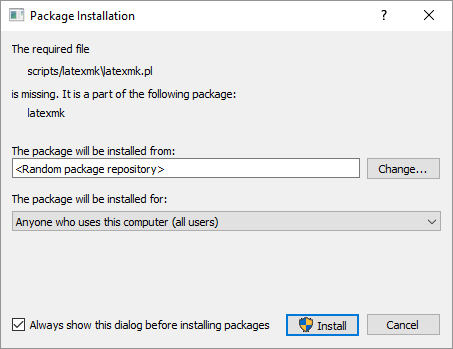 Package Installation
The required file
scripts/latexmk\latexmk.pl
is missing. It is a part of the following package:
latexmk
The package will be installed from:
<Random package repository>
Change...
The package will be installed for:
Anyone who uses this computer (all users)
Always show this dialog before installing packages
Install
Cancel